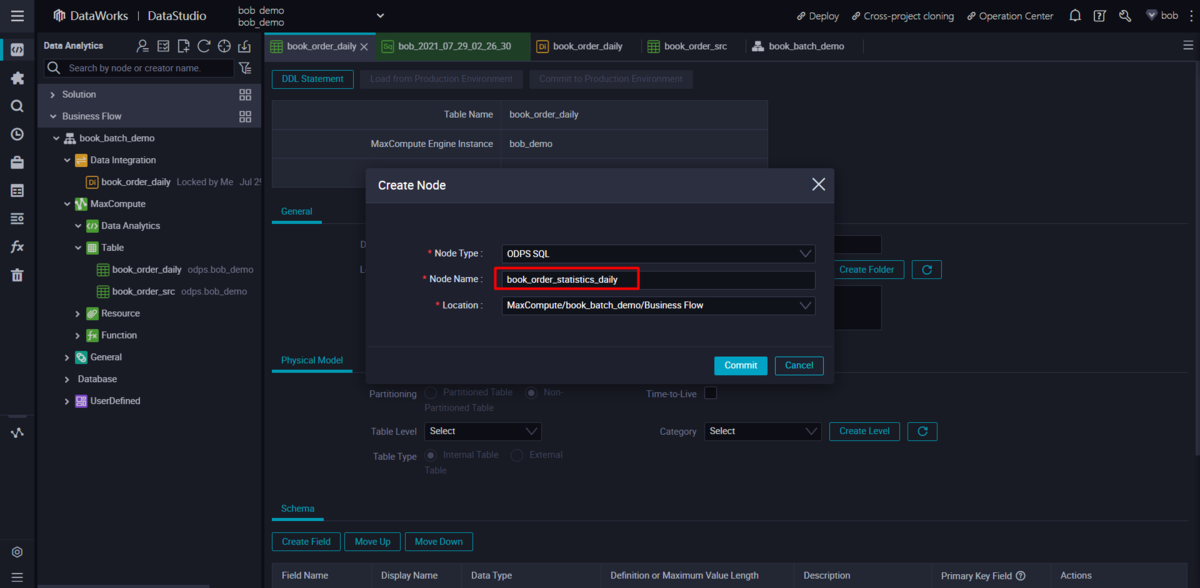 DataWorks | DataStudio
bob demo
bob_demo
Deploy
Cross-project cloning
Operation Center
bob
Data Analytics
Search by node or creator name.
Solution
Business Flow
book_batch_demo
Data Integration
Di book_order_daily Locked by Me Jul 29
MaxCompute
Data Analytics
Table
book_order_daily odps.bob_demo
book_order_src odps.bob_demo
Resource
fx Function
General
Database
UserDefined
book_order_daily
Sq bob_2021_07_29_02_26_30
Di book_order_daily
book_order_src
book_batch_demo
DDL Statement
Load from Production Environment
Commit to Production Environment
Table Name book_order_daily
MaxCompute Engine Instance bob_demo
General
Create Folder
Create Node
* Node Type : ODPS SQL
* Node Name : book_order_statistics_daily
* Location : MaxCompute/book_batch_demo/Business Flow
Commit
Cancel
Physical Model
Partitioning Partitioned Table Non-
Partitioned Table
Time-to-Live
Table Level Select
Category Select
Create Level
Table Type Internal Table External
Table
Schema
Create Field
Move Up
Move Down
Field Name
Display Name
Data Type
Definition or Maximum Value Length
Description
Primary Key Field
Actions